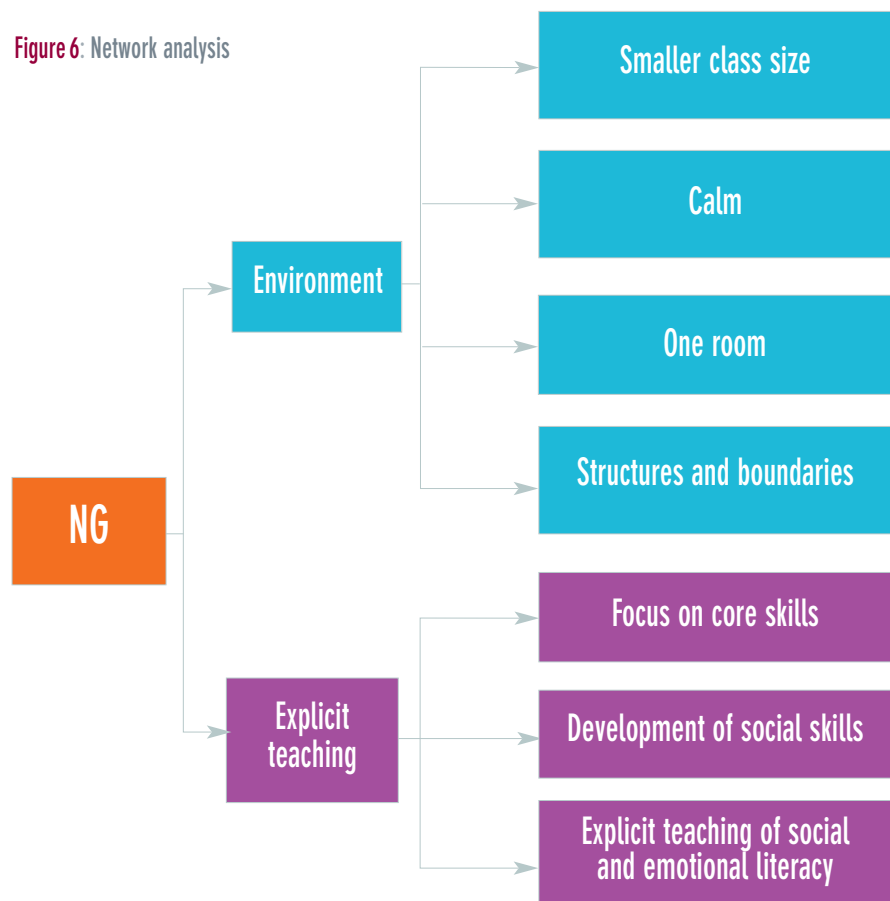 Figure 6: Network analysis
Smaller class size
Calm
Environment
One room
Structures and boundaries
NG
Focus on core skills
Explicit
teaching
Development of social skills
Explicit teaching of social
and emotional literacy